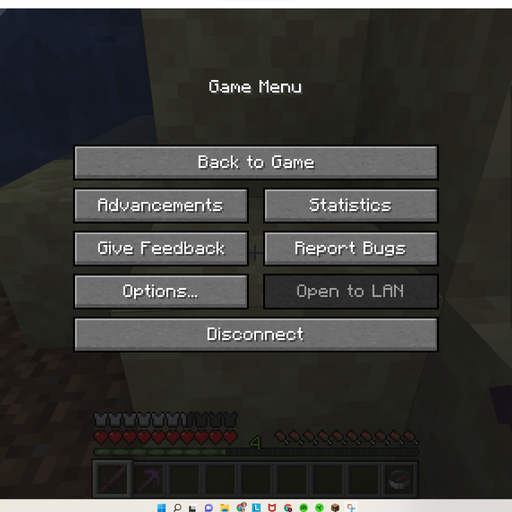 Game Menu
Back to Game
Advancements
Statistics
Give Feedback
Report Bugs
Options...
Open to LAN
Disconnect
4